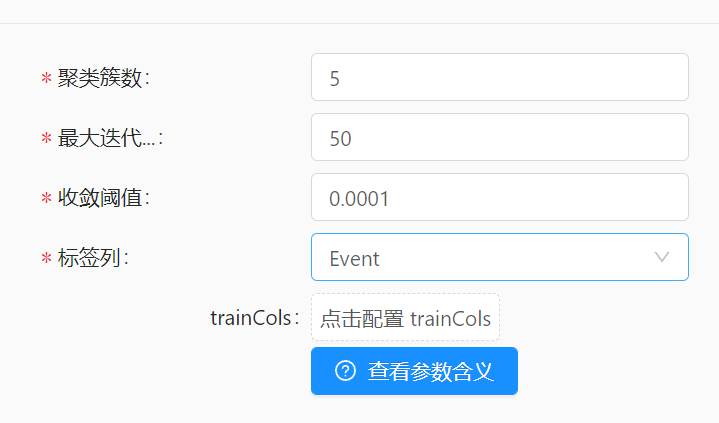 * 聚类簇数: 5
* 最大迭代...: 50
* 收敛阈值: 0.0001
* 标签列: Event
trainCols: 点击配置 trainCols
查看参数含义